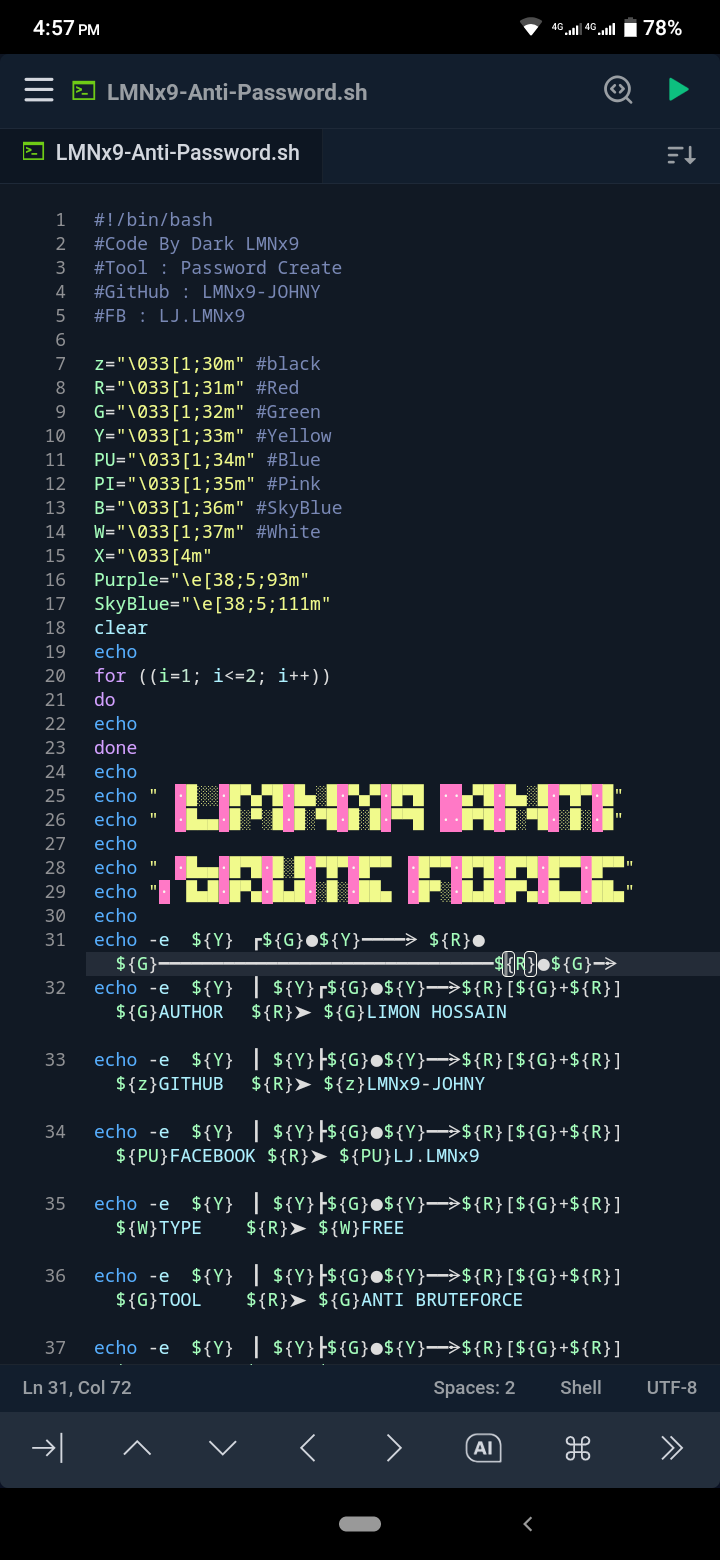 4:57 PM 4G 4G 78%
LMNx9-Anti-Password.sh
LMNx9-Anti-Password.sh
1 #!/bin/bash
2 #Code By Dark LMNx9
3 #Tool : Password Create
4 #GitHub : LMNx9-JOHNY
5 #FB : LJ.LMNx9
6
7 z="\033[1;30m" #black
8 R="\033[1;31m" #Red
9 G="\033[1;32m" #Green
10 Y="\033[1;33m" #Yellow
11 PU="\033[1;34m" #Blue
12 PI="\033[1;35m" #Pink
13 B="\033[1;36m" #SkyBlue
14 W="\033[1;37m" #White
15 X="\033[4m"
16 Purple="\e[38;5;93m"
17 SkyBlue="\e[38;5;111m"
18 clear
19 echo
20 for ((i=1; i<=2; i++))
21 do
22 echo
23 done
24 echo
25 echo " "
26 echo " "
27 echo
28 echo " "
29 echo " "
30 echo
31 echo -e ${Y} ┏${G}●${Y}━━━━➔ ${R}●
${G}━━━━━━━━━━━━━━━━━━━━━━━━━━━━━━━${R}●${G}━➔
32 echo -e ${Y} ┃ ${Y}┏${G}●${Y}━━➔${R}[${G}+${R}]
${G}AUTHOR ${R}➤ ${G}LIMON HOSSAIN
33 echo -e ${Y} ┃ ${Y}┣${G}●${Y}━━➔${R}[${G}+${R}]
${z}GITHUB ${R}➤ ${z}LMNx9-JOHNY
34 echo -e ${Y} ┃ ${Y}┣${G}●${Y}━━➔${R}[${G}+${R}]
${PU}FACEBOOK ${R}➤ ${PU}LJ.LMNx9
35 echo -e ${Y} ┃ ${Y}┣${G}●${Y}━━➔${R}[${G}+${R}]
${W}TYPE ${R}➤ ${W}FREE
36 echo -e ${Y} ┃ ${Y}┣${G}●${Y}━━➔${R}[${G}+${R}]
${G}TOOL ${R}➤ ${G}ANTI BRUTEFORCE
37 echo -e ${Y} ┃ ${Y}┣${G}●${Y}━━➔${R}[${G}+${R}]
Ln 31, Col 72 Spaces: 2 Shell UTF-8
AI